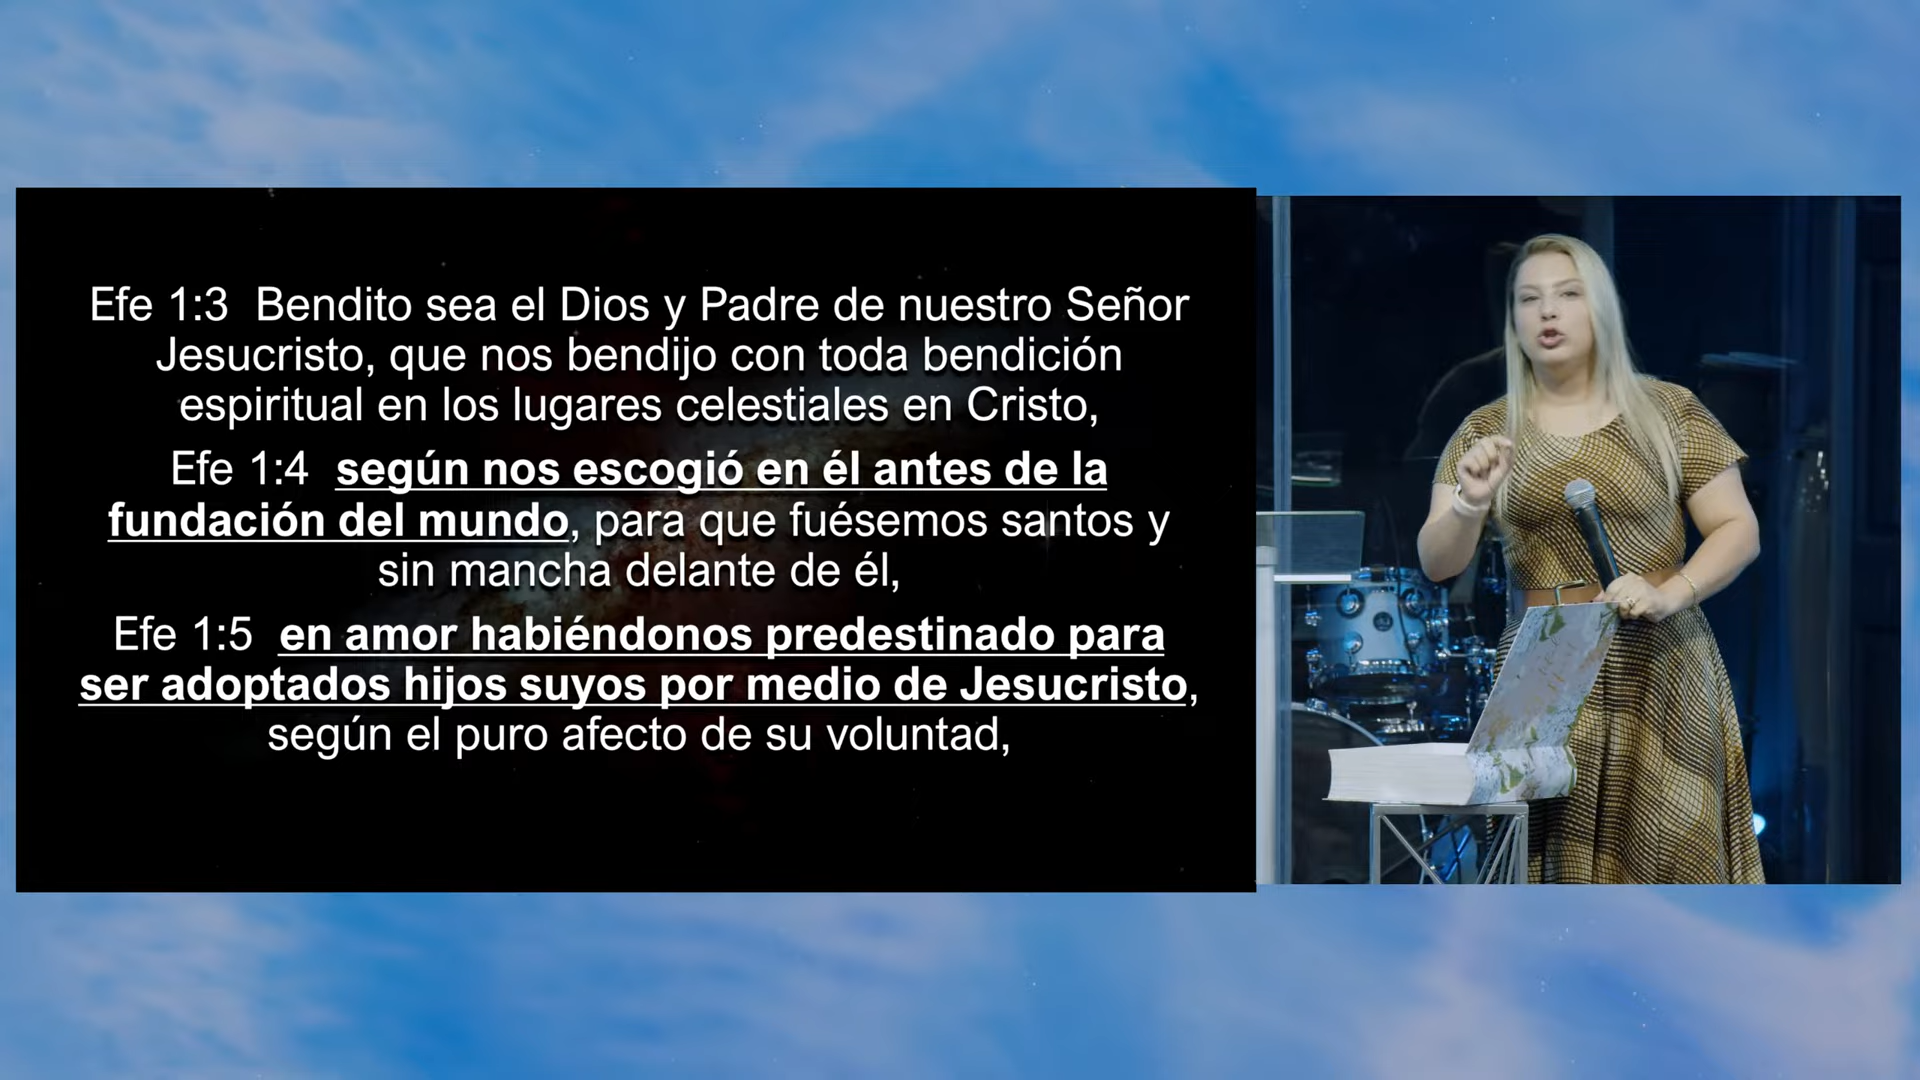 Efe 1:3  Bendito sea el Dios y Padre de nuestro Señor
Jesucristo, que nos bendijo con toda bendición
espiritual en los lugares celestiales en Cristo,
Efe 1:4  según nos escogió en él antes de la
fundación del mundo, para que fuésemos santos y
sin mancha delante de él,
Efe 1:5  en amor habiéndonos predestinado para
ser adoptados hijos suyos por medio de Jesucristo,
según el puro afecto de su voluntad,